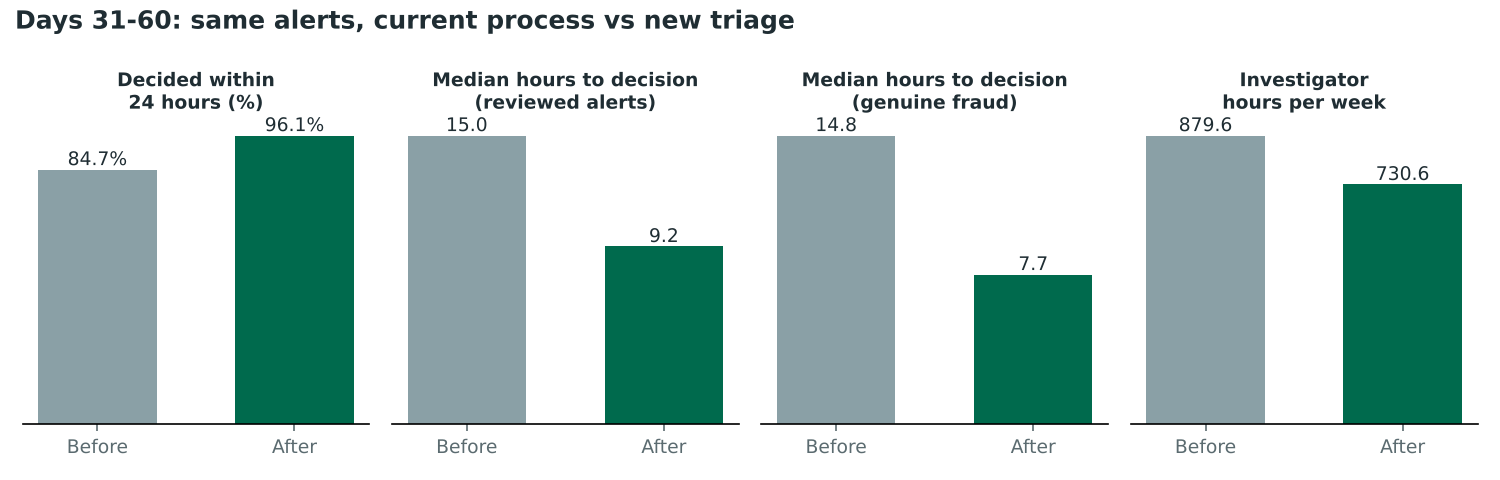 Days 31-60: same alerts, current process vs new triage
Decided within
24 hours (%)
84.7%
96.1%
Before
After
Median hours to decision
(reviewed alerts)
15.0
9.2
Before
After
Median hours to decision
(genuine fraud)
14.8
7.7
Before
After
Investigator
hours per week
879.6
730.6
Before
After